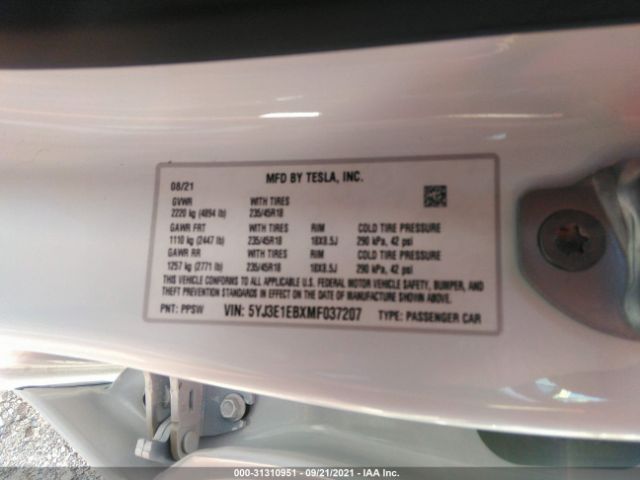 MFD BY TESLA, INC.
08/21
GVWR WITH TIRES
2220 kg (4894 lb) 235/45R18
GAWR FRT WITH TIRES RIM COLD TIRE PRESSURE
1110 kg (2447 lb) 235/45R18 18X8.5J 290 kPa, 42 psi
GAWR RR WITH TIRES RIM COLD TIRE PRESSURE
1257 kg (2771 lb) 235/45R18 18X8.5J 290 kPa, 42 psi
THIS VEHICLE CONFORMS TO ALL APPLICABLE U.S. FEDERAL MOTOR VEHICLE SAFETY, BUMPER, AND
THEFT PREVENTION STANDARDS IN EFFECT ON THE DATE OF MANUFACTURE SHOWN ABOVE.
PNT: PPSW VIN: 5YJ3E1EBXMF037207 TYPE: PASSENGER CAR
000-31310951 - 09/21/2021 - IAA Inc.